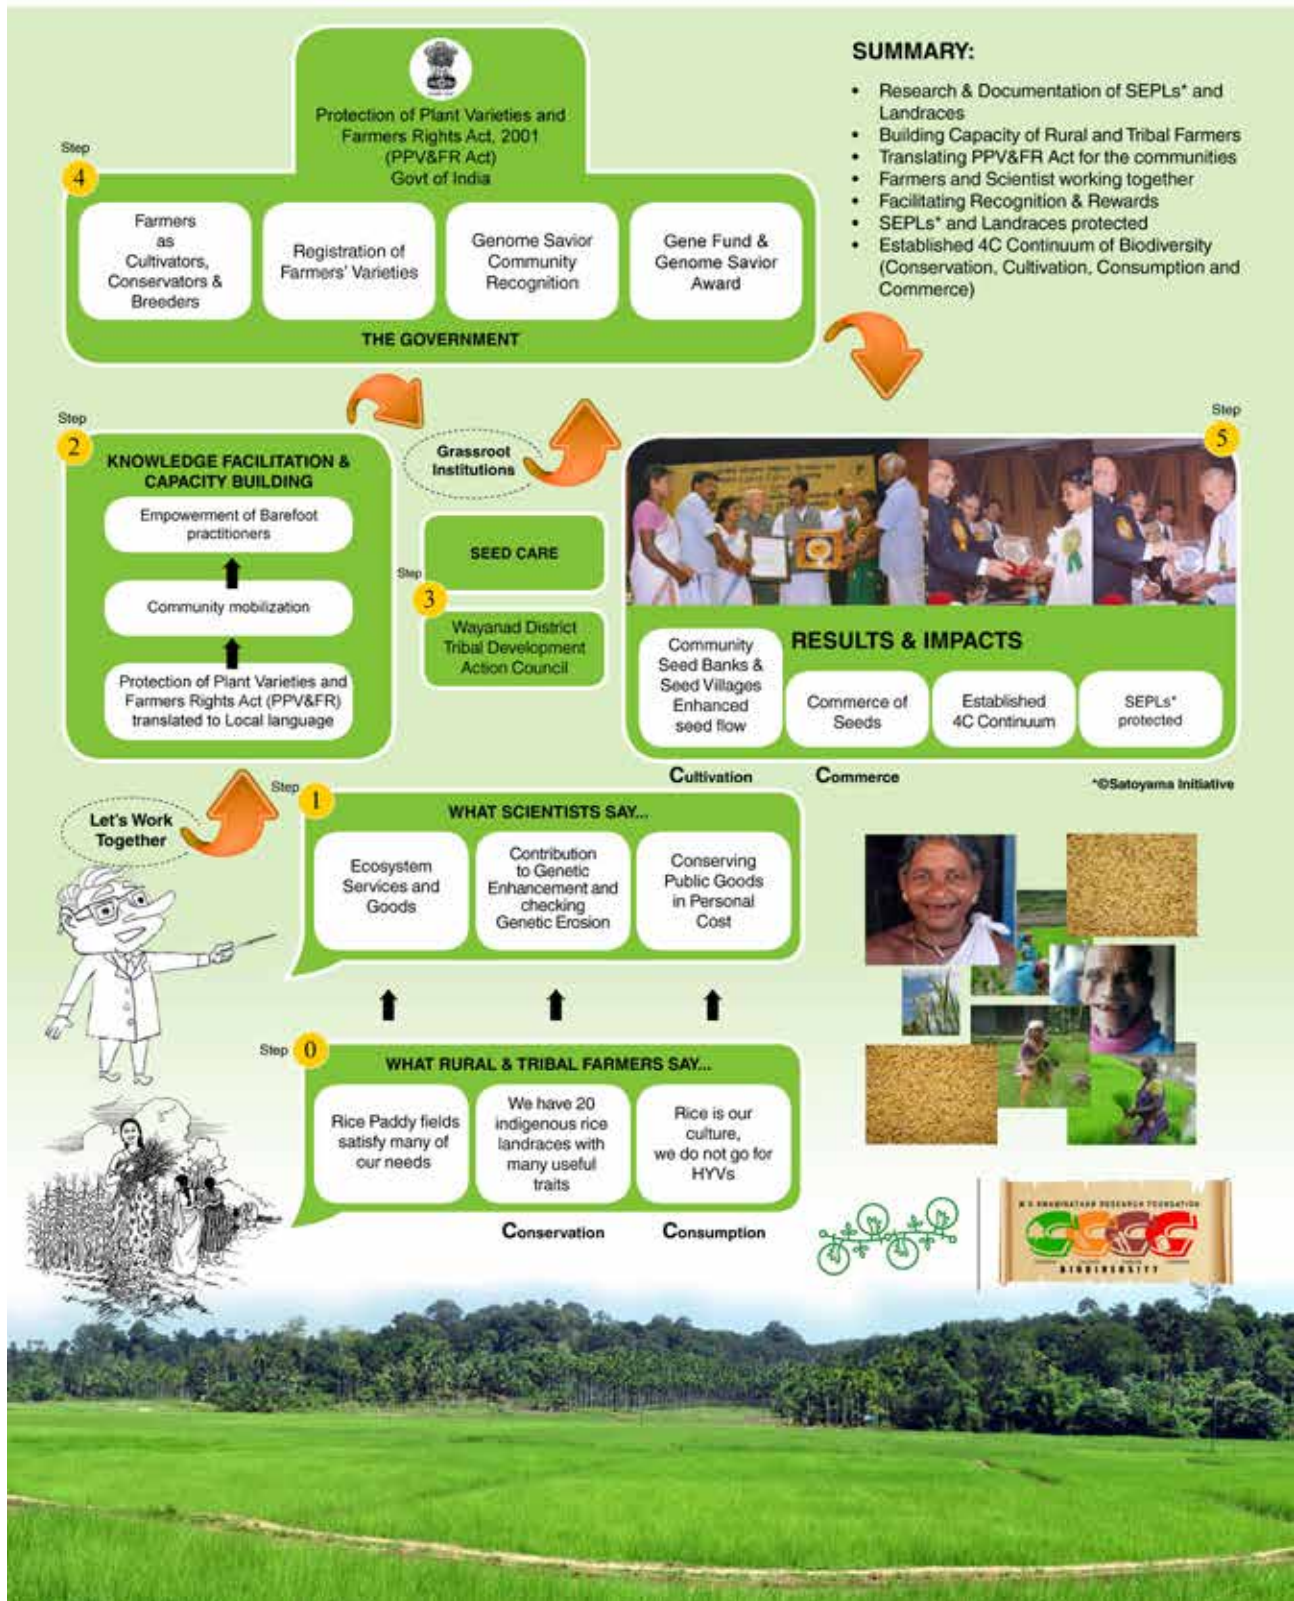 Protection of Plant Varieties and
Farmers Rights Act, 2001
(PPV&FR Act)
Govt of India
Step
4
Farmers
as
Cultivators,
Conservators &
Breeders
Registration of
Farmers' Varieties
Genome Savior
Community
Recognition
Gene Fund &
Genome Savior
Award
THE GOVERNMENT
SUMMARY:
• Research & Documentation of SEPLs* and
Landraces
• Building Capacity of Rural and Tribal Farmers
• Translating PPV&FR Act for the communities
• Farmers and Scientist working together
• Facilitating Recognition & Rewards
• SEPLs* and Landraces protected
• Established 4C Continuum of Biodiversity
(Conservation, Cultivation, Consumption and
Commerce)
Step
2
KNOWLEDGE FACILITATION &
CAPACITY BUILDING
Empowerment of Barefoot
practitioners
Community mobilization
Protection of Plant Varieties and
Farmers Rights Act (PPV&FR)
translated to Local language
Grassroot
Institutions
SEED CARE
Step
3
Wayanad District
Tribal Development
Action Council
Step
5
RESULTS & IMPACTS
Community
Seed Banks &
Seed Villages
Enhanced
seed flow
Commerce of
Seeds
Established
4C Continuum
SEPLs*
protected
Cultivation
Commerce
*©Satoyama Initiative
Let's Work
Together
Step
1
WHAT SCIENTISTS SAY...
Ecosystem
Services and
Goods
Contribution
to Genetic
Enhancement and
checking
Genetic Erosion
Conserving
Public Goods
in Personal
Cost
Step
0
WHAT RURAL & TRIBAL FARMERS SAY...
Rice Paddy fields
satisfy many of
our needs
We have 20
indigenous rice
landraces with
many useful
traits
Rice is our
culture,
we do not go for
HYVs
Conservation
Consumption
M S SWAMINATHAN RESEARCH FOUNDATION
CCCC
BIODIVERSITY